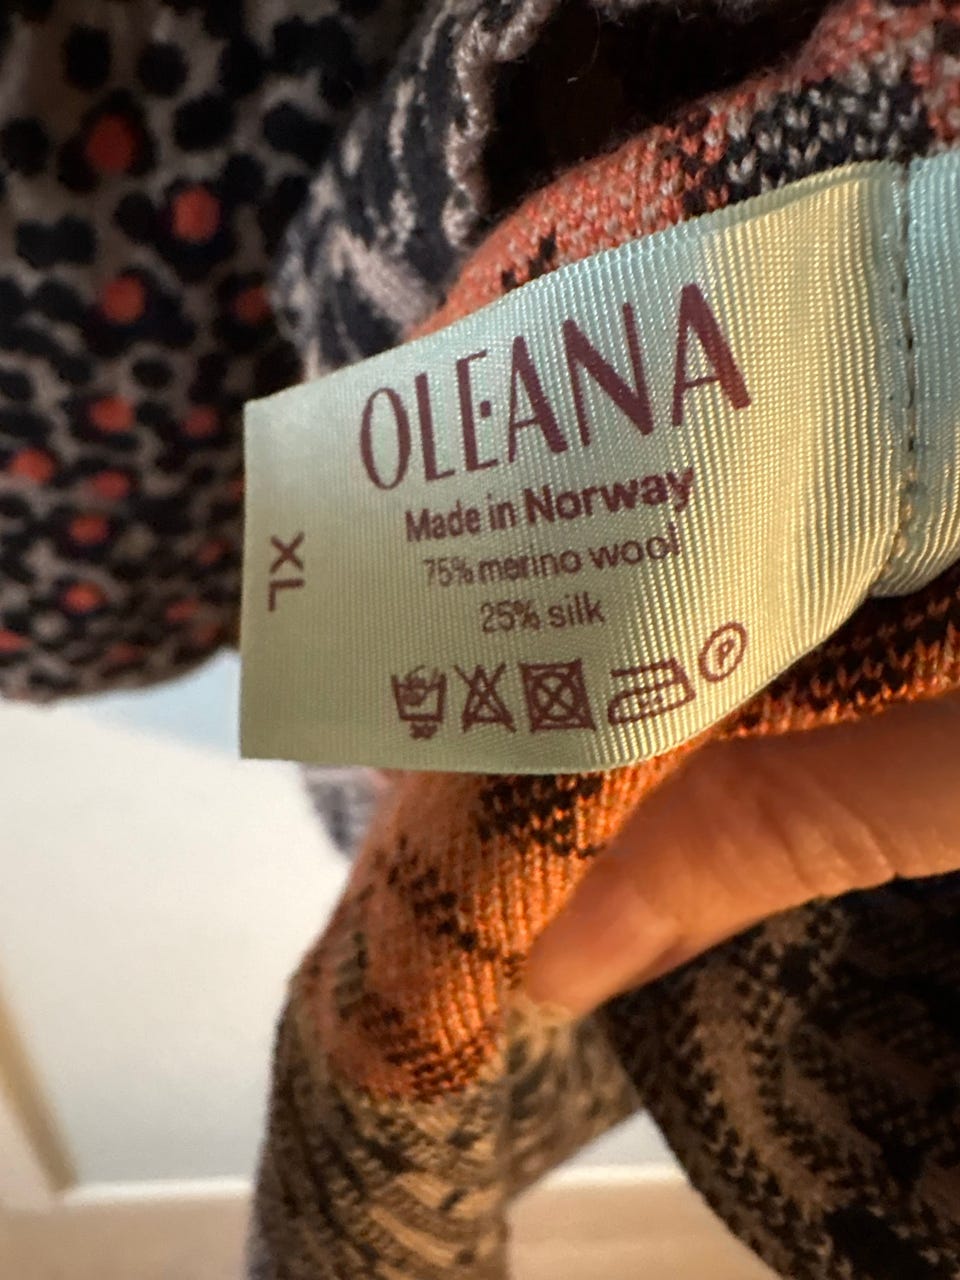 OLEANA
Made in Norway
75% merino wool
25% silk
XL
P